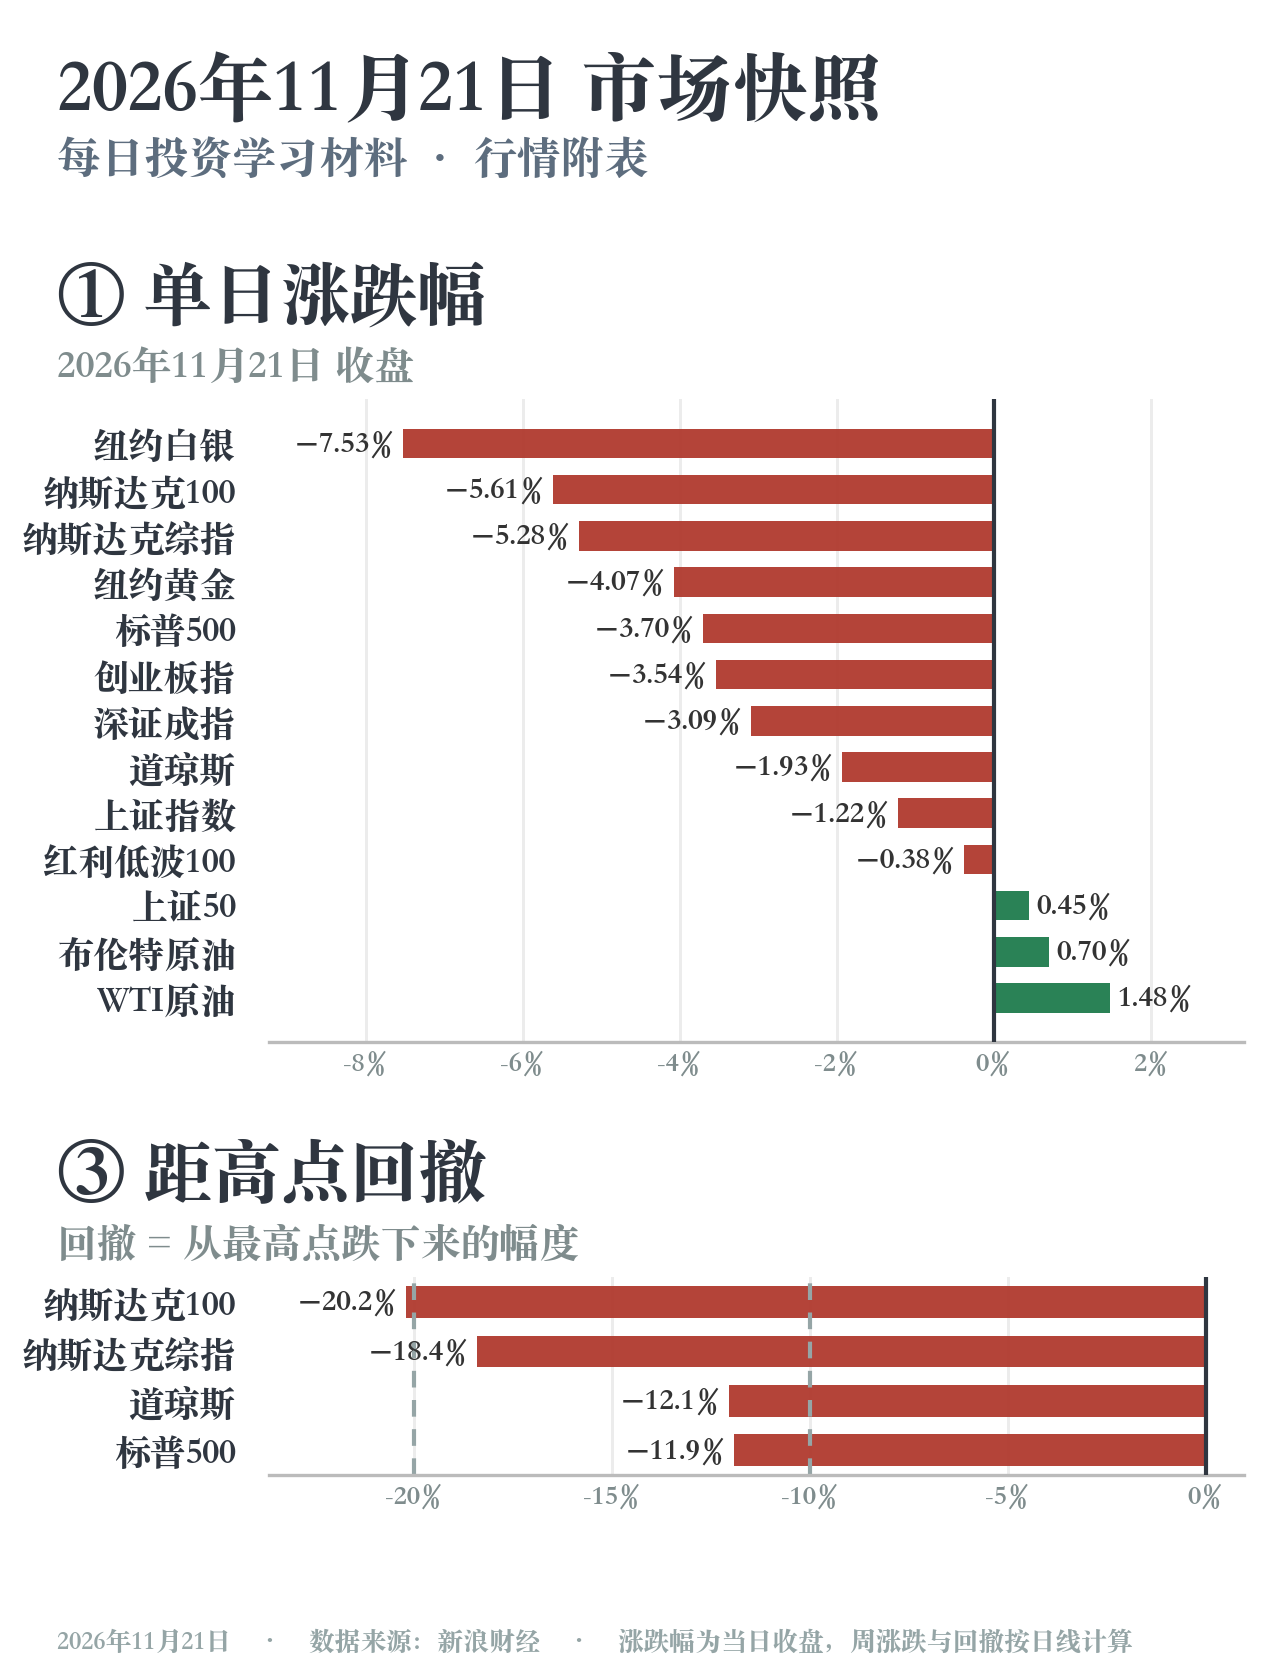 2026年11月21日 市场快照
每日投资学习材料 · 行情附表
① 单日涨跌幅
2026年11月21日 收盘
纽约白银 −7.53%
纳斯达克100 −5.61%
纳斯达克综指 −5.28%
纽约黄金 −4.07%
标普500 −3.70%
创业板指 −3.54%
深证成指 −3.09%
道琼斯 −1.93%
上证指数 −1.22%
红利低波100 −0.38%
上证50 0.45%
布伦特原油 0.70%
WTI原油 1.48%
-8% -6% -4% -2% 0% 2%
③ 距高点回撤
回撤 = 从最高点跌下来的幅度
纳斯达克100 −20.2%
纳斯达克综指 −18.4%
道琼斯 −12.1%
标普500 −11.9%
-20% -15% -10% -5% 0%
2026年11月21日 · 数据来源：新浪财经 · 涨跌幅为当日收盘，周涨跌与回撤按日线计算